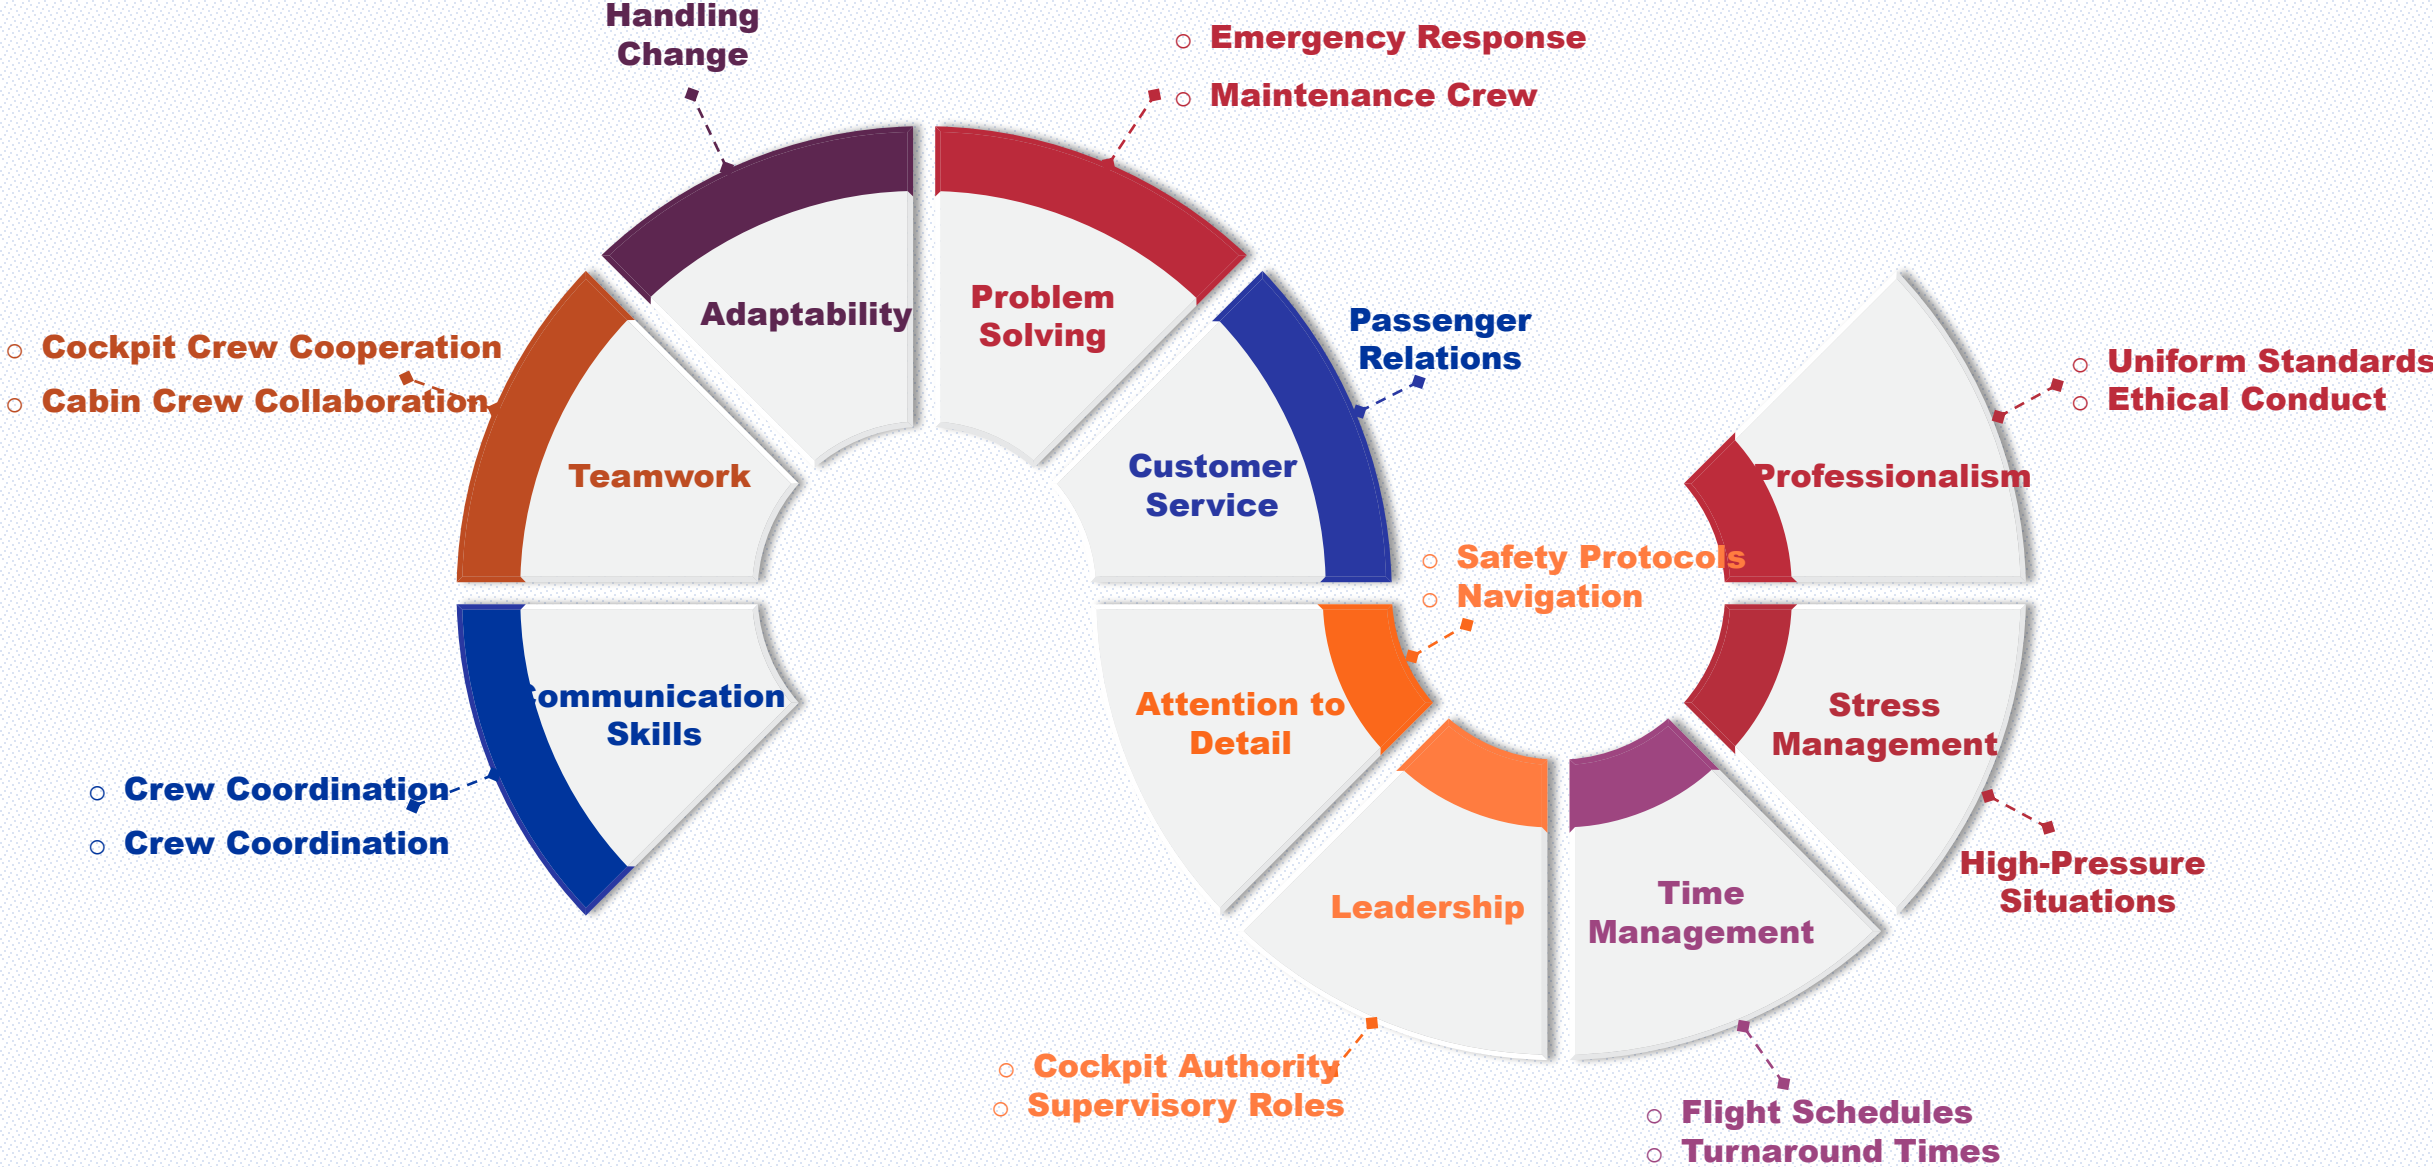 Handling
Change
○ Emergency Response
○ Maintenance Crew
Adaptability
Problem
Solving
Passenger
Relations
○ Cockpit Crew Cooperation
○ Cabin Crew Collaboration
Teamwork
Customer
Service
○ Uniform Standards
○ Ethical Conduct
Professionalism
○ Safety Protocols
○ Navigation
Communication
Skills
○ Crew Coordination
○ Crew Coordination
Attention to
Detail
Stress
Management
High-Pressure
Situations
Leadership
Time
Management
○ Cockpit Authority
○ Supervisory Roles
○ Flight Schedules
○ Turnaround Times